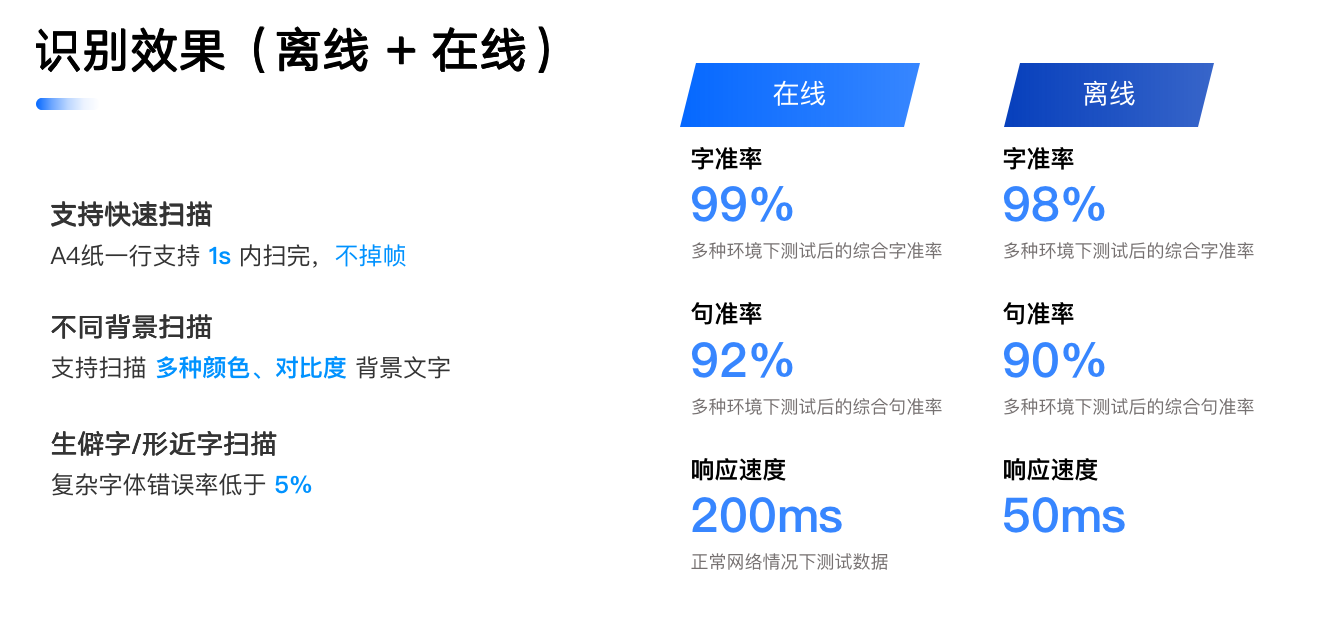 识别效果（离线 + 在线）
支持快速扫描
A4纸一行支持 1s 内扫完，不掉帧
不同背景扫描
支持扫描 多种颜色、对比度 背景文字
生僻字/形近字扫描
复杂字体错误率低于 5%
在线
字准率
99%
多种环境下测试后的综合字准率
句准率
92%
多种环境下测试后的综合句准率
响应速度
200ms
正常网络情况下测试数据
离线
字准率
98%
多种环境下测试后的综合字准率
句准率
90%
多种环境下测试后的综合句准率
响应速度
50ms